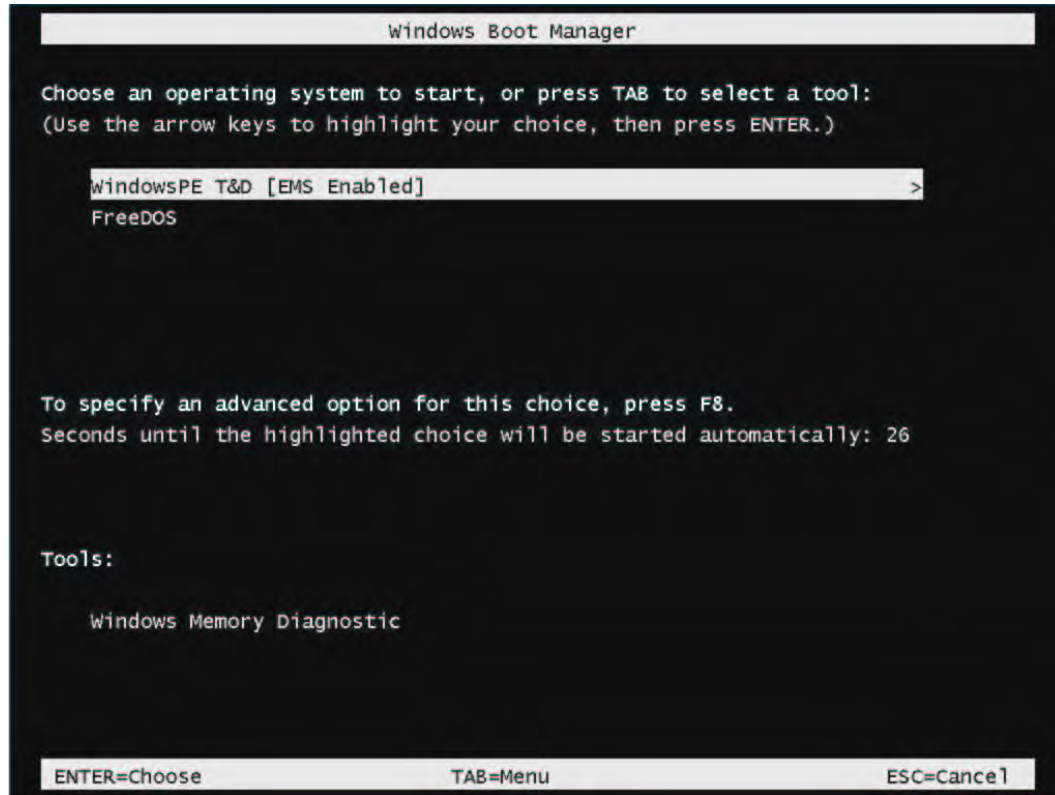 Windows Boot Manager
Choose an operating system to start, or press TAB to select a tool:
(Use the arrow keys to highlight your choice, then press ENTER.)
WindowsPE T&D [EMS Enabled] >
FreeDOS
To specify an advanced option for this choice, press F8.
Seconds until the highlighted choice will be started automatically: 26
Tools:
Windows Memory Diagnostic
ENTER=Choose TAB=Menu ESC=Cancel